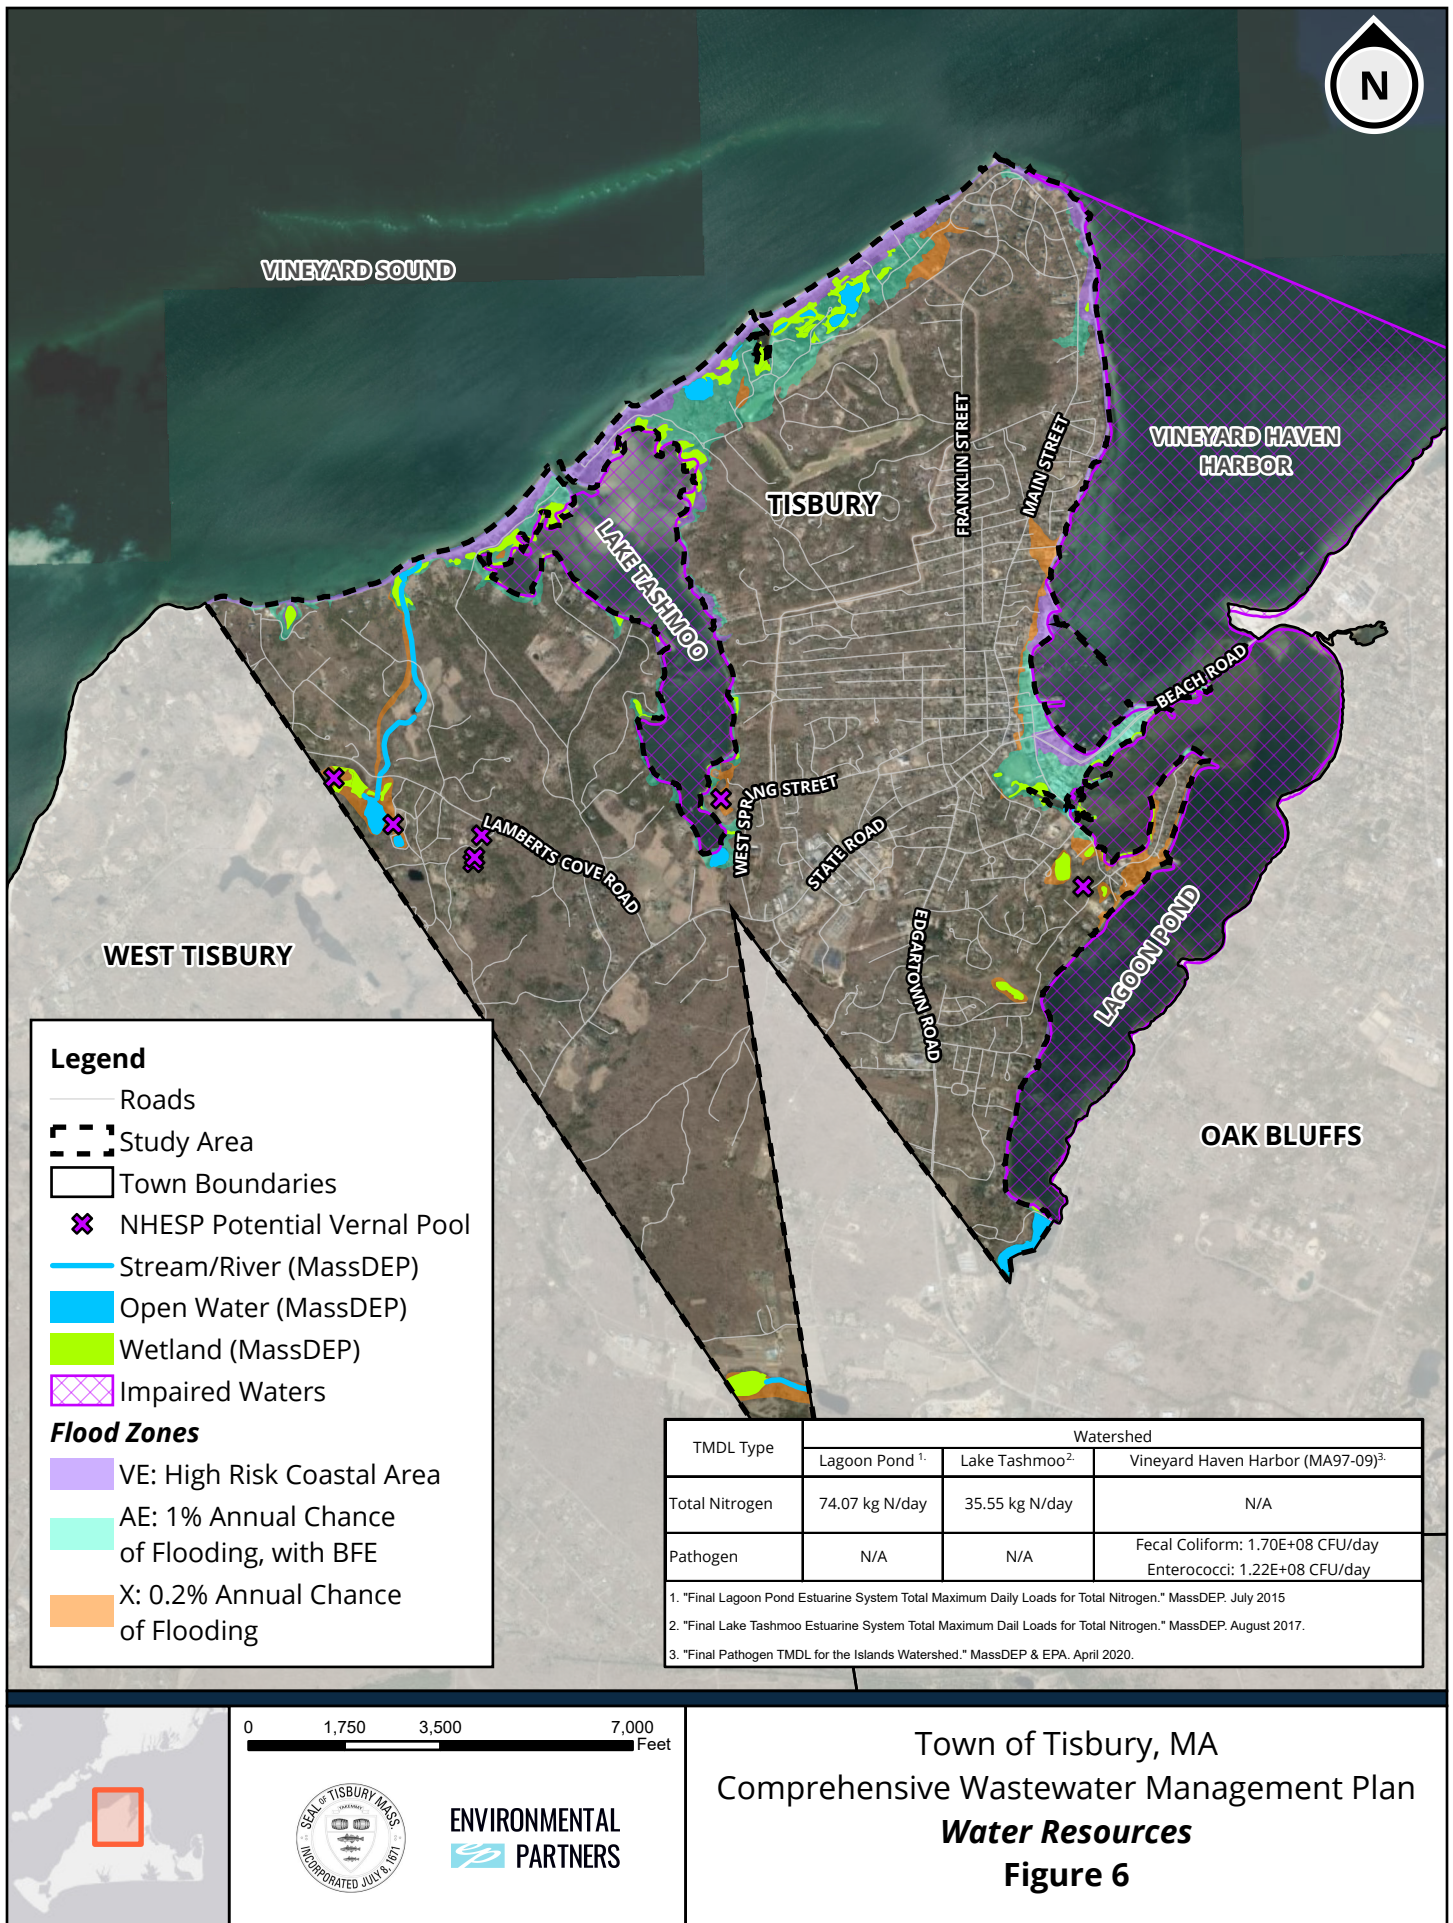 N
VINEYARD SOUND
VINEYARD HAVEN
HARBOR
TISBURY
FRANKLIN STREET
MAIN STREET
LAKE TASHMOO
BEACH ROAD
WEST SPRING STREET
STATE ROAD
LAMBERTS COVE ROAD
EDGARTOWN ROAD
LAGOON POND
WEST TISBURY
OAK BLUFFS
Legend
Roads
Study Area
Town Boundaries
NHESP Potential Vernal Pool
Stream/River (MassDEP)
Open Water (MassDEP)
Wetland (MassDEP)
Impaired Waters
Flood Zones
VE: High Risk Coastal Area
AE: 1% Annual Chance
of Flooding, with BFE
X: 0.2% Annual Chance
of Flooding
TMDL Type
Watershed
Lagoon Pond 1.
Lake Tashmoo2.
Vineyard Haven Harbor (MA97-09)3.
Total Nitrogen
74.07 kg N/day
35.55 kg N/day
N/A
Pathogen
N/A
N/A
Fecal Coliform: 1.70E+08 CFU/day
Enterococci: 1.22E+08 CFU/day
1. "Final Lagoon Pond Estuarine System Total Maximum Daily Loads for Total Nitrogen." MassDEP. July 2015
2. "Final Lake Tashmoo Estuarine System Total Maximum Dail Loads for Total Nitrogen." MassDEP. August 2017.
3. "Final Pathogen TMDL for the Islands Watershed." MassDEP & EPA. April 2020.
0 1,750 3,500 7,000
Feet
SEAL OF TISBURY MASS.
INCORPORATED JULY 8, 1671
ENVIRONMENTAL
ep PARTNERS
Town of Tisbury, MA
Comprehensive Wastewater Management Plan
Water Resources
Figure 6